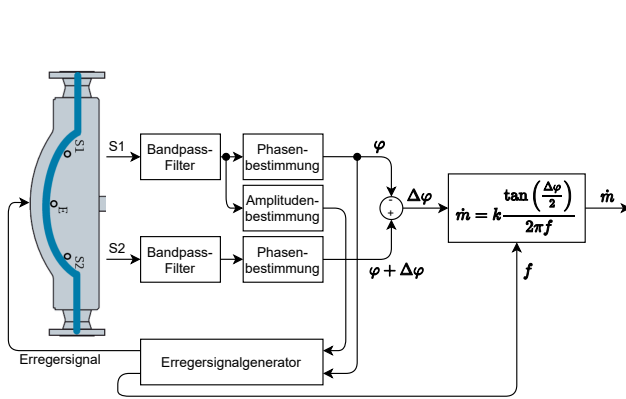 S1
Bandpass-
Filter
Phasen-
bestimmung
φ
Amplituden-
bestimmung
S1
E
S2
-
+
Δφ
ṁ = k tan(Δφ/2) / 2πf
ṁ
S2
Bandpass-
Filter
Phasen-
bestimmung
φ + Δφ
f
Erregersignal
Erregersignalgenerator